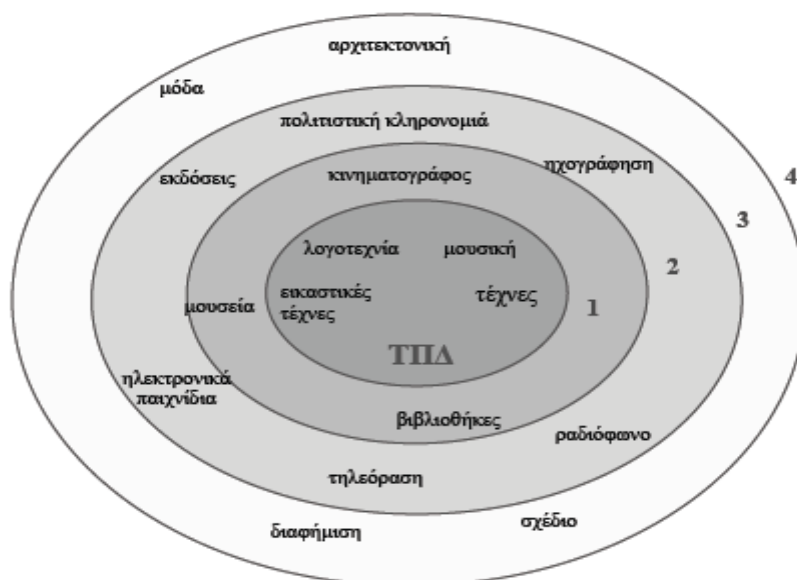 αρχιτεκτονική
μόδα
πολιτιστική κληρονομιά
εκδόσεις
κινηματογράφος
ηχογράφηση
4
3
λογοτεχνία
μουσική
2
μουσεία
εικαστικές
τέχνες
τέχνες
1
ΤΠΔ
ηλεκτρονικά
παιχνίδια
βιβλιοθήκες
ραδιόφωνο
τηλεόραση
διαφήμιση
σχέδιο